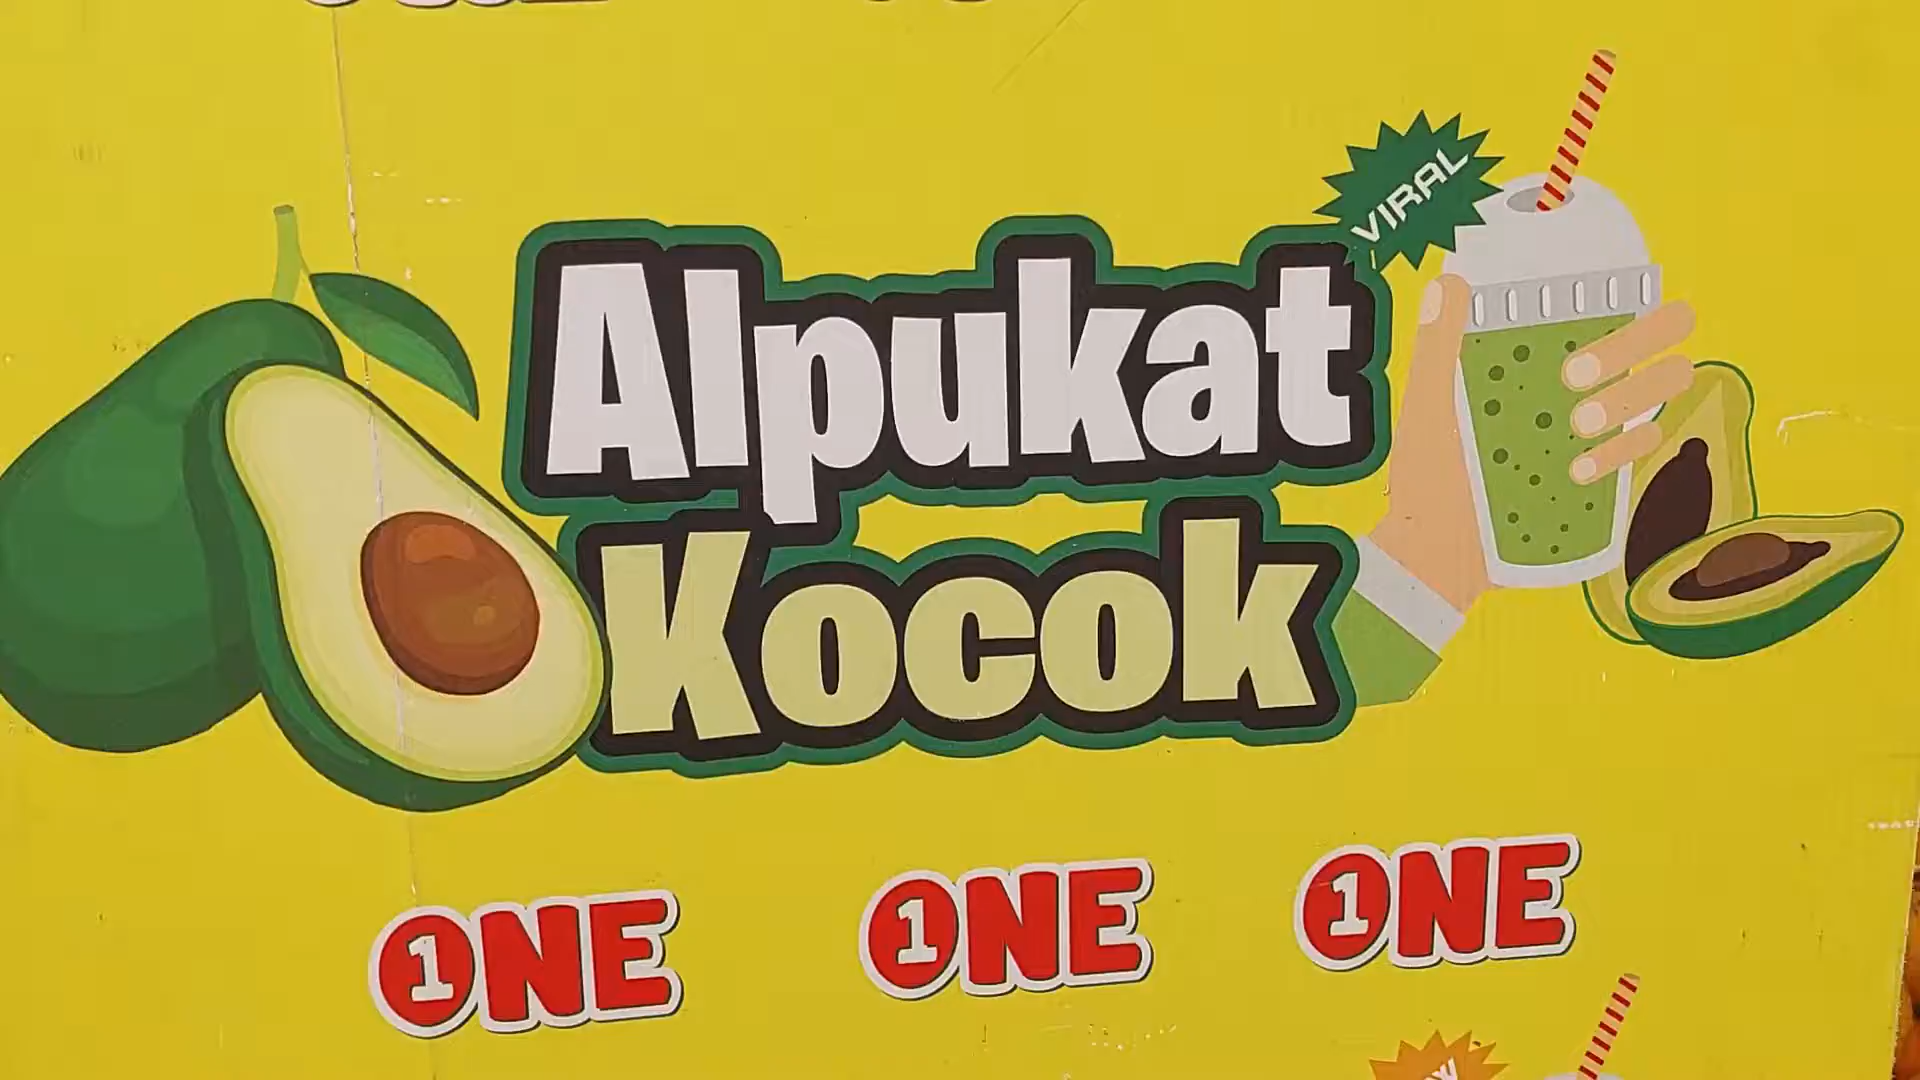 VIRAL
Alpukat
Kocok
1NE
1NE
1NE